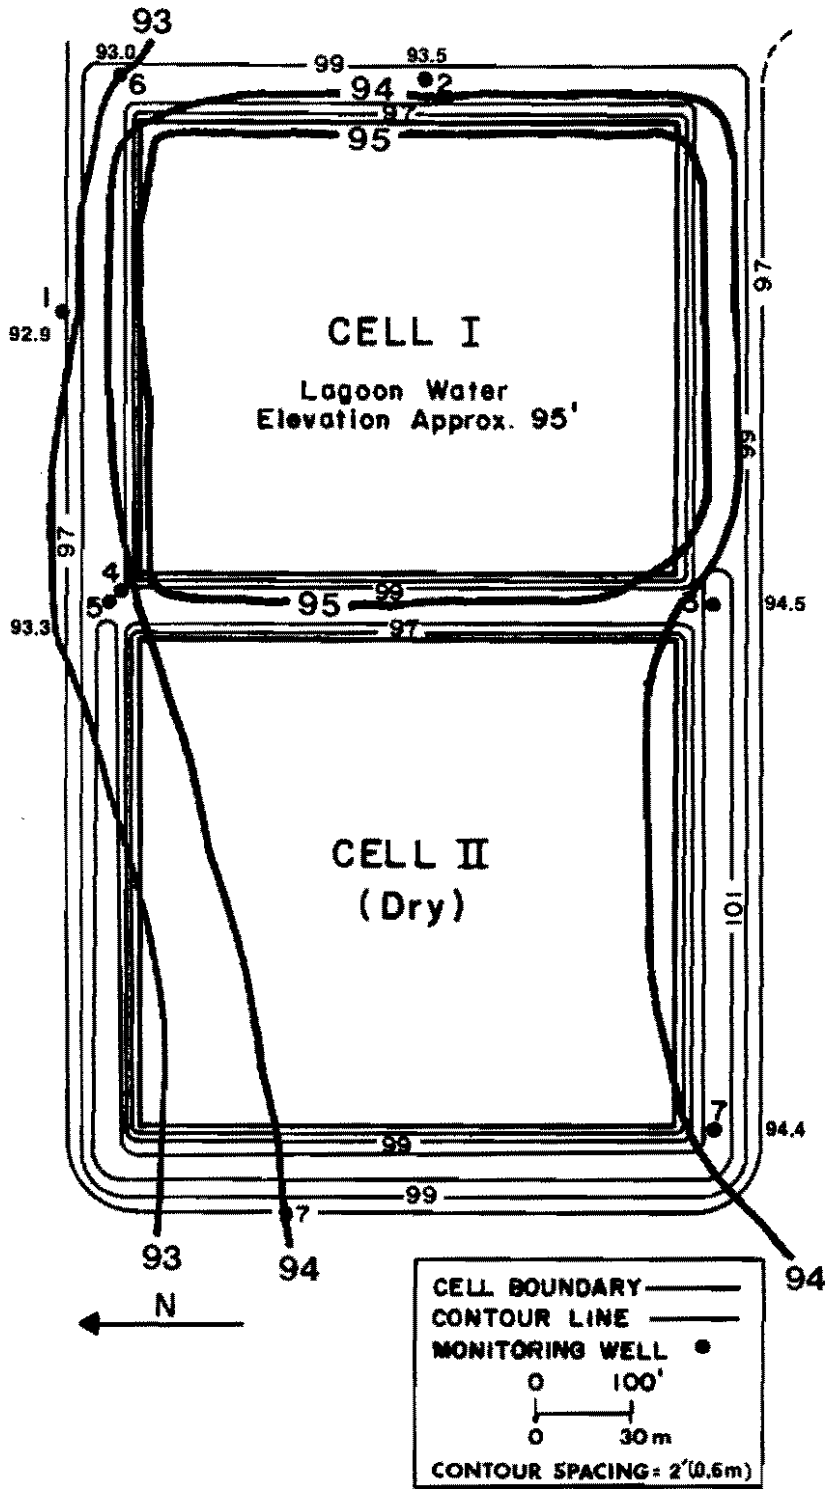 93
93.0
6
99
93.5
2
94
97
95
1
92.9
97
CELL I
Lagoon Water
Elevation Approx. 95'
99
97
4
5
99
95
3
94.5
93.3
97
CELL II
(Dry)
101
7
94.4
99
99
97
93
94
94
N
CELL BOUNDARY
CONTOUR LINE
MONITORING WELL
0 100'
0 30m
CONTOUR SPACING = 2'(0.6m)